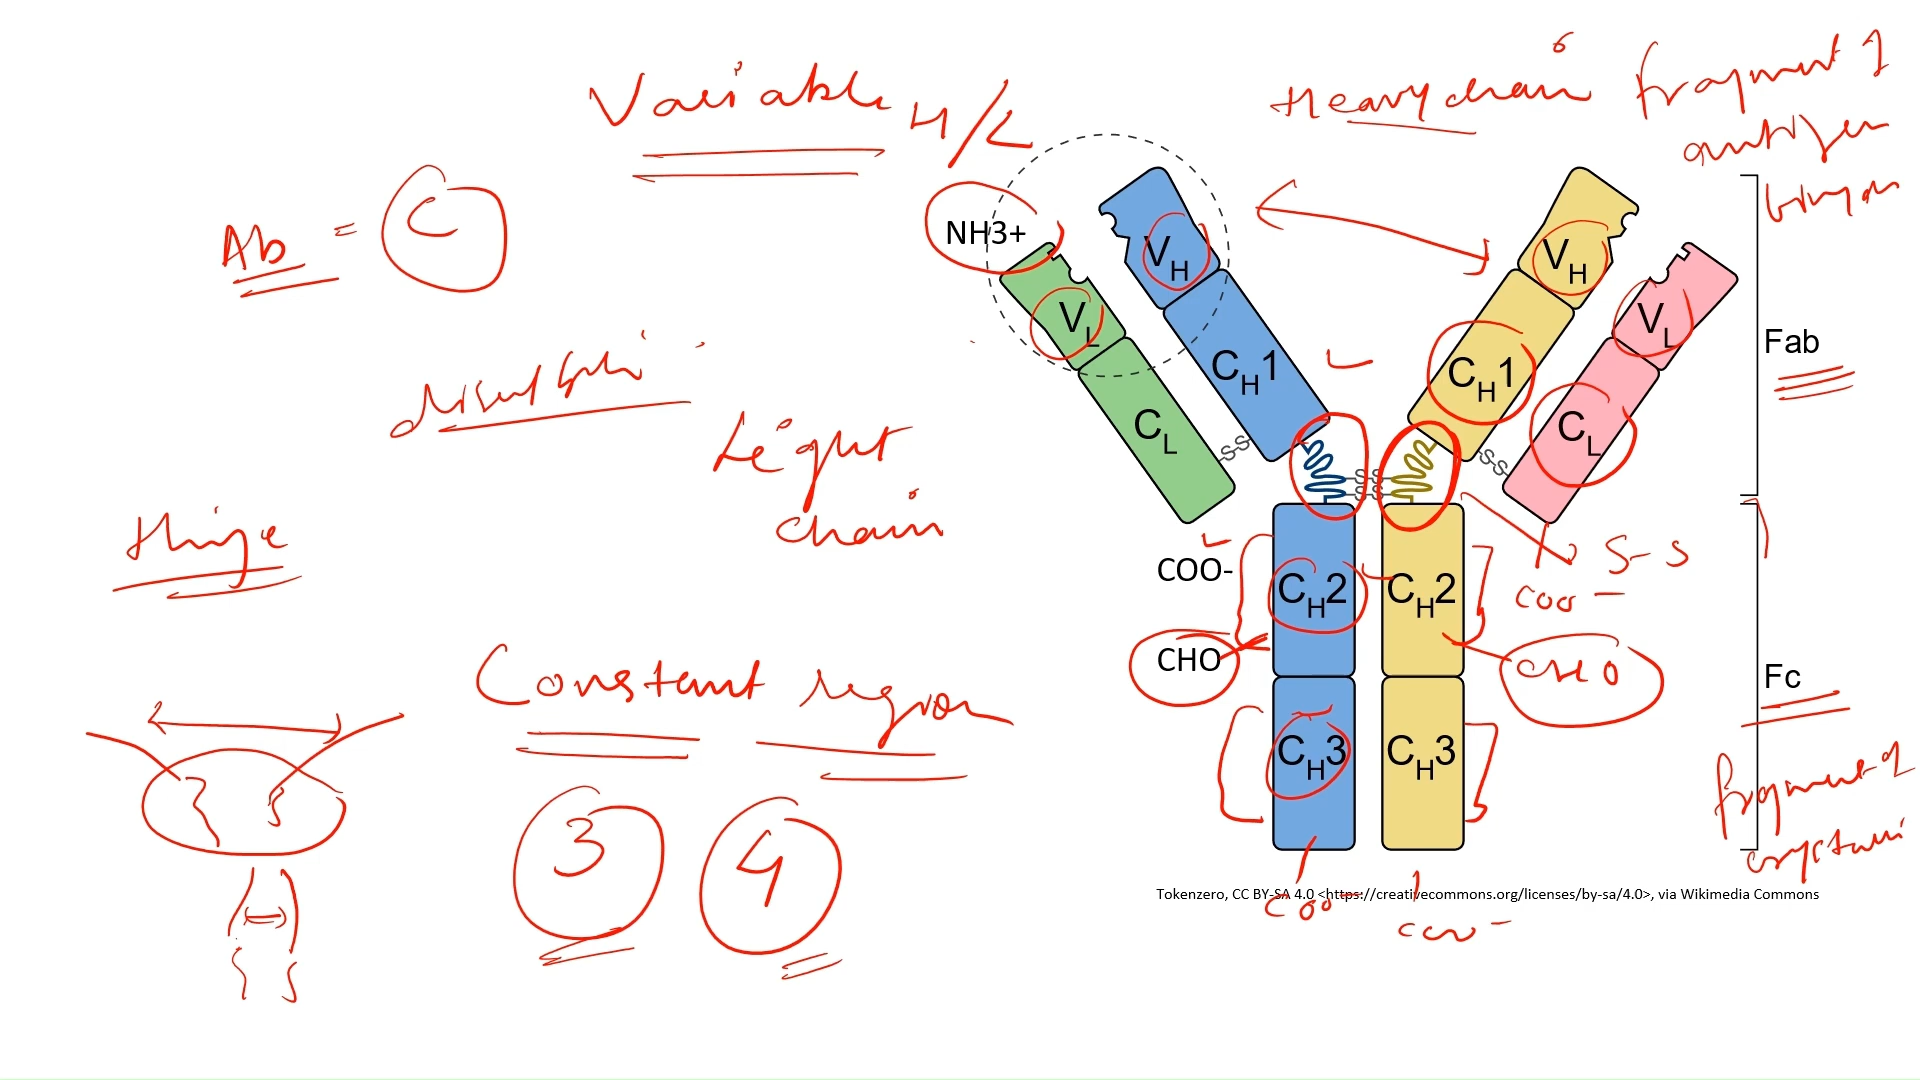 Variable H/L
Heavy chain
fragment of
antigen
binding
Ab = C
NH3+
VH
VL
VH
VL
CH1
CL
CH1
CL
Fab
disulphi
Light
chain
Hinge
S-S
S-S
S-S
S-S
COO-
CH2
CH2
S-S
COO-
CHO
CHO
Fc
Constant region
CH3
CH3
fragment of
3
4
COO-
COO-
Tokenzero, CC BY-SA 4.0 <https://creativecommons.org/licenses/by-sa/4.0>, via Wikimedia Commons